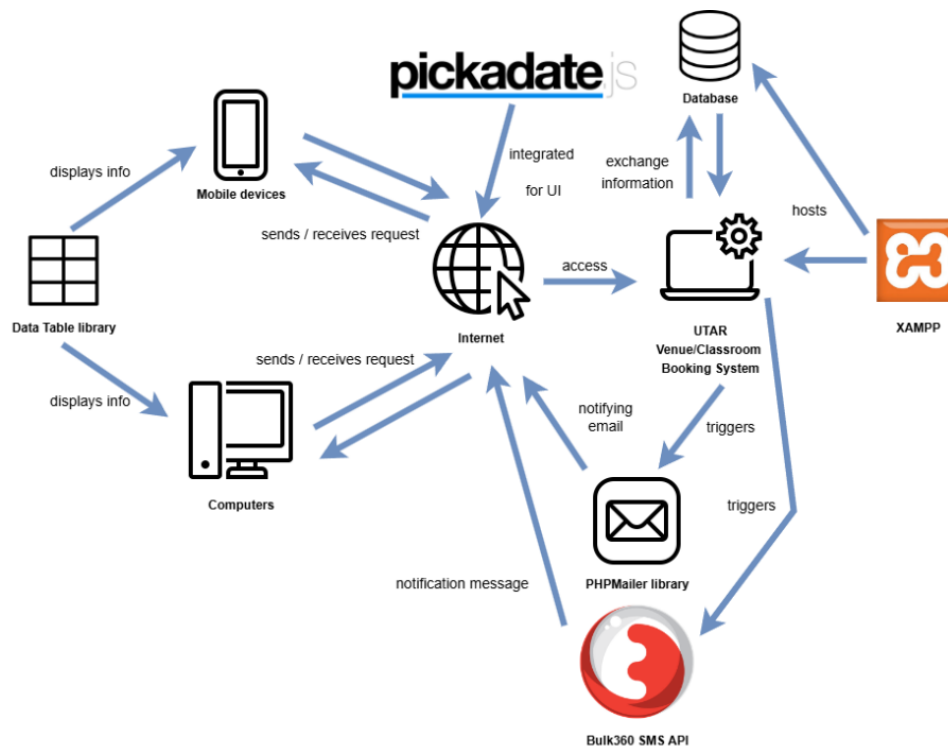 pickadate.js
Database
displays info
integrated
for UI
exchange
information
Mobile devices
hosts
sends / receives request
access
Data Table library
Internet
UTAR
Venue/Classroom
Booking System
XAMPP
sends / receives request
displays info
notifying
email
triggers
Computers
triggers
notification message
PHPMailer library
Bulk360 SMS API